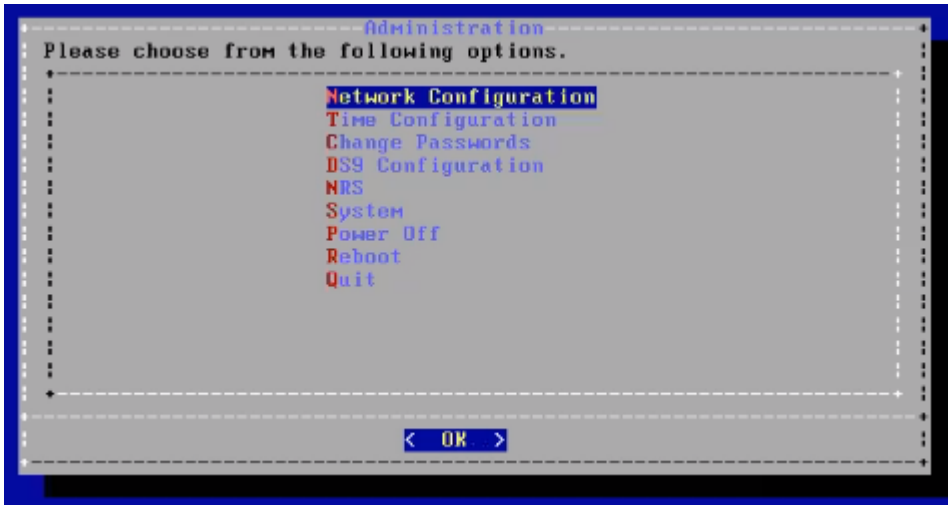 Administration
Please choose from the following options.
Network Configuration
Time Configuration
Change Passwords
DS9 Configuration
NRS
System
Power Off
Reboot
Quit
< OK >